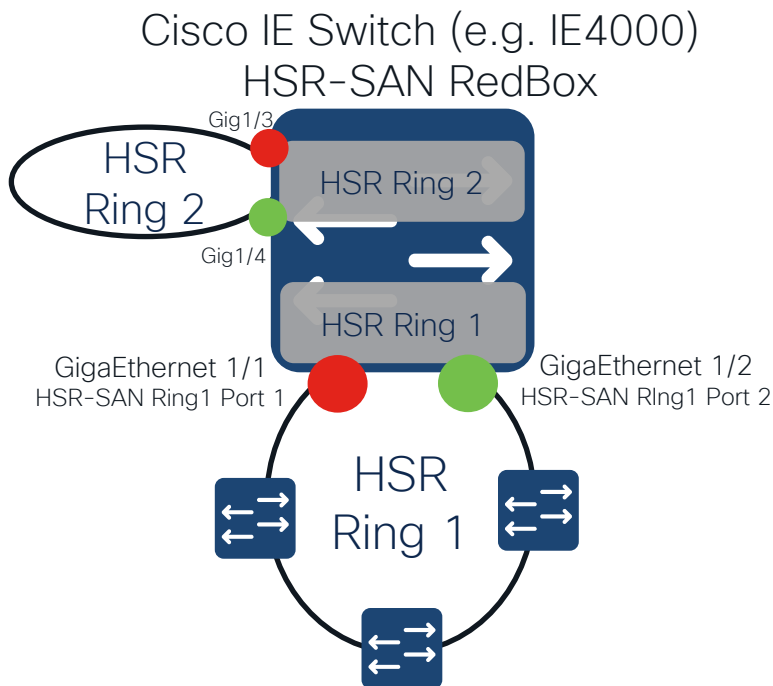 Cisco IE Switch (e.g. IE4000)
HSR-SAN RedBox
Gig1/3
HSR
Ring 2
HSR Ring 2
Gig1/4
HSR Ring 1
GigaEthernet 1/1
HSR-SAN Ring1 Port 1
GigaEthernet 1/2
HSR-SAN RIng1 Port 2
HSR
Ring 1